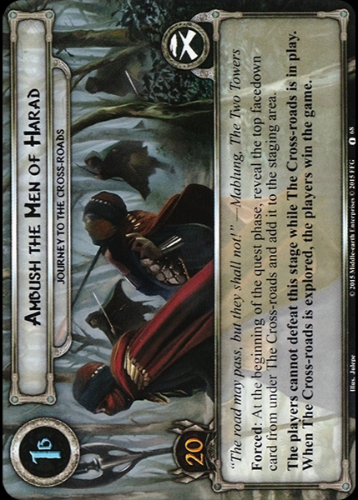 1B
AMBUSH THE MEN OF HARAD
JOURNEY TO THE CROSS-ROADS
20
"The road may pass, but they shall not!" —Mablung, The Two Towers
Forced: At the beginning of the quest phase, reveal the top facedown
card from under The Cross-roads and add it to the staging area.
The players cannot defeat this stage while The Cross-roads is in play.
When The Cross-roads is explored, the players win the game.
Illus. Julepe
© 2015 Middle-earth Enterprises © 2015 FFG
68